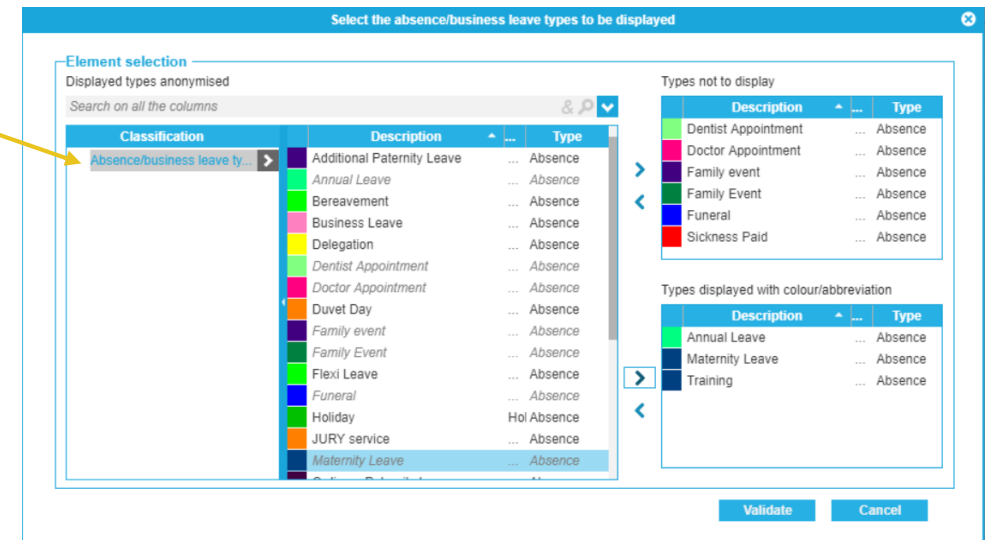 Select the absence/business leave types to be displayed
Element selection
Displayed types anonymised
Search on all the columns
&
Classification
Absence/business leave ty...
Description ... Type
Additional Paternity Leave ... Absence
Annual Leave ... Absence
Bereavement ... Absence
Business Leave ... Absence
Delegation ... Absence
Dentist Appointment ... Absence
Doctor Appointment ... Absence
Duvet Day ... Absence
Family event ... Absence
Family Event ... Absence
Flexi Leave ... Absence
Funeral ... Absence
Holiday Hol Absence
JURY service ... Absence
Maternity Leave ... Absence
Types not to display
Description ... Type
Dentist Appointment ... Absence
Doctor Appointment ... Absence
Family event ... Absence
Family Event ... Absence
Funeral ... Absence
Sickness Paid ... Absence
Types displayed with colour/abbreviation
Description ... Type
Annual Leave ... Absence
Maternity Leave ... Absence
Training ... Absence
Validate
Cancel